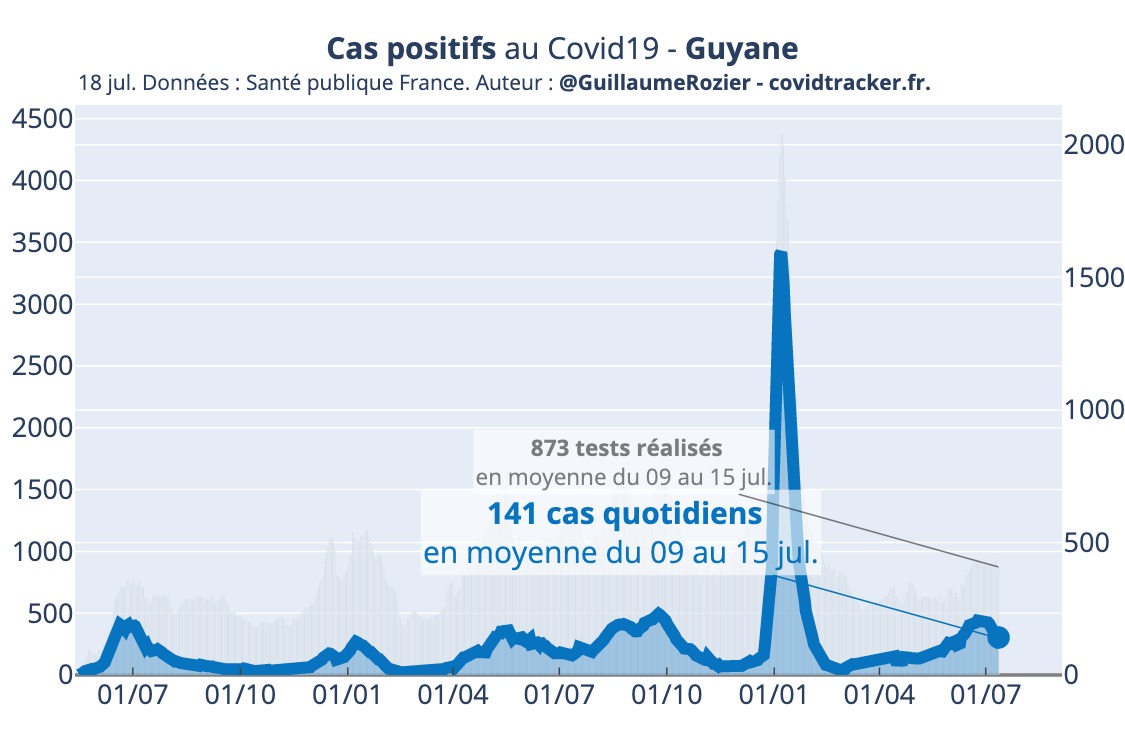 Cas positifs au Covid19 - Guyane
18 jul. Données : Santé publique France. Auteur : @GuillaumeRozier - covidtracker.fr.
4500
4000
3500
3000
2500
2000
1500
1000
500
0
2000
1500
1000
500
0
873 tests réalisés
en moyenne du 09 au 15 jul.
141 cas quotidiens
en moyenne du 09 au 15 jul.
01/07 01/10 01/01 01/04 01/07 01/10 01/01 01/04 01/07